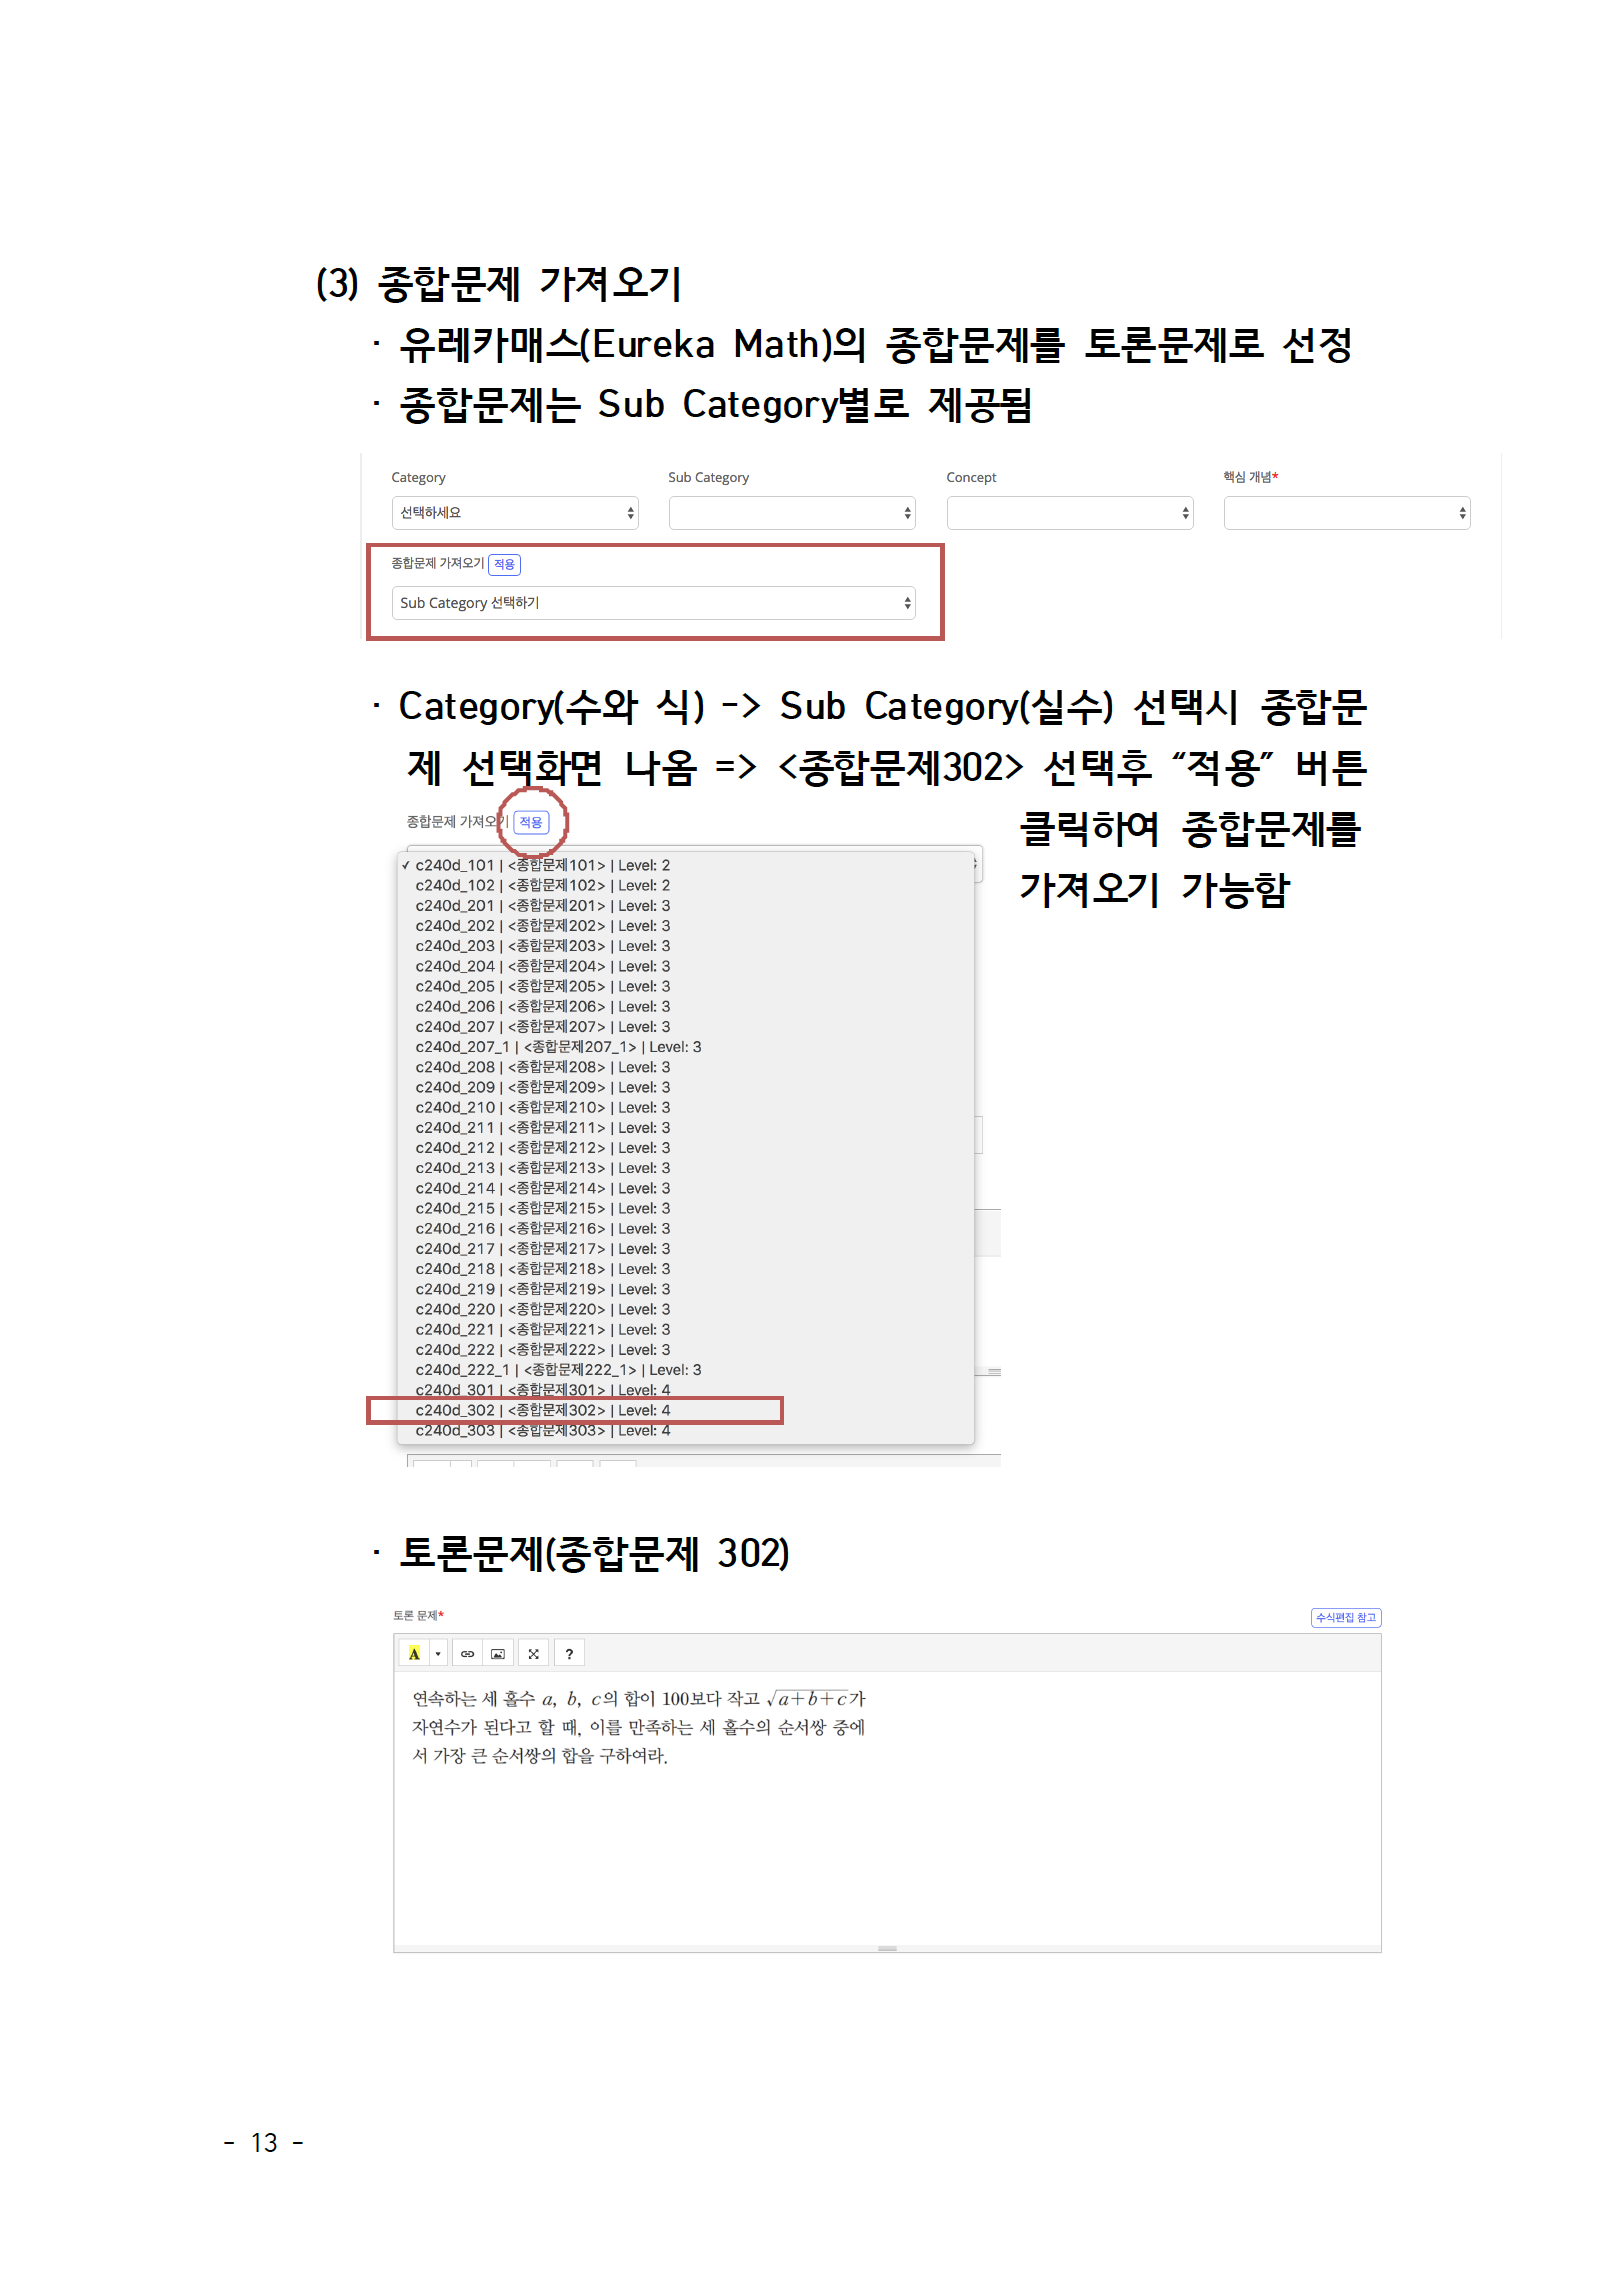 (3) 종합문제 가져오기
· 유레카매스(Eureka Math)의 종합문제를 토론문제로 선정
· 종합문제는 Sub Category별로 제공됨
Category Sub Category Concept 핵심 개념*
선택하세요
종합문제 가져오기 적용
Sub Category 선택하기
· Category(수와 식) -> Sub Category(실수) 선택시 종합문
제 선택화면 나옴 => <종합문제302> 선택후 “적용” 버튼
클릭하여 종합문제를
가져오기 가능함
종합문제 가져오기 적용
✓ c240d_101 | <종합문제101> | Level: 2
c240d_102 | <종합문제102> | Level: 2
c240d_201 | <종합문제201> | Level: 3
c240d_202 | <종합문제202> | Level: 3
c240d_203 | <종합문제203> | Level: 3
c240d_204 | <종합문제204> | Level: 3
c240d_205 | <종합문제205> | Level: 3
c240d_206 | <종합문제206> | Level: 3
c240d_207 | <종합문제207> | Level: 3
c240d_207_1 | <종합문제207_1> | Level: 3
c240d_208 | <종합문제208> | Level: 3
c240d_209 | <종합문제209> | Level: 3
c240d_210 | <종합문제210> | Level: 3
c240d_211 | <종합문제211> | Level: 3
c240d_212 | <종합문제212> | Level: 3
c240d_213 | <종합문제213> | Level: 3
c240d_214 | <종합문제214> | Level: 3
c240d_215 | <종합문제215> | Level: 3
c240d_216 | <종합문제216> | Level: 3
c240d_217 | <종합문제217> | Level: 3
c240d_218 | <종합문제218> | Level: 3
c240d_219 | <종합문제219> | Level: 3
c240d_220 | <종합문제220> | Level: 3
c240d_221 | <종합문제221> | Level: 3
c240d_222 | <종합문제222> | Level: 3
c240d_222_1 | <종합문제222_1> | Level: 3
c240d_301 | <종합문제301> | Level: 4
c240d_302 | <종합문제302> | Level: 4
c240d_303 | <종합문제303> | Level: 4
· 토론문제(종합문제 302)
토론 문제* 수식편집 참고
A ?
연속하는 세 홀수 a, b, c의 합이 100보다 작고 √a+b+c가
자연수가 된다고 할 때, 이를 만족하는 세 홀수의 순서쌍 중에
서 가장 큰 순서쌍의 합을 구하여라.
- 13 -